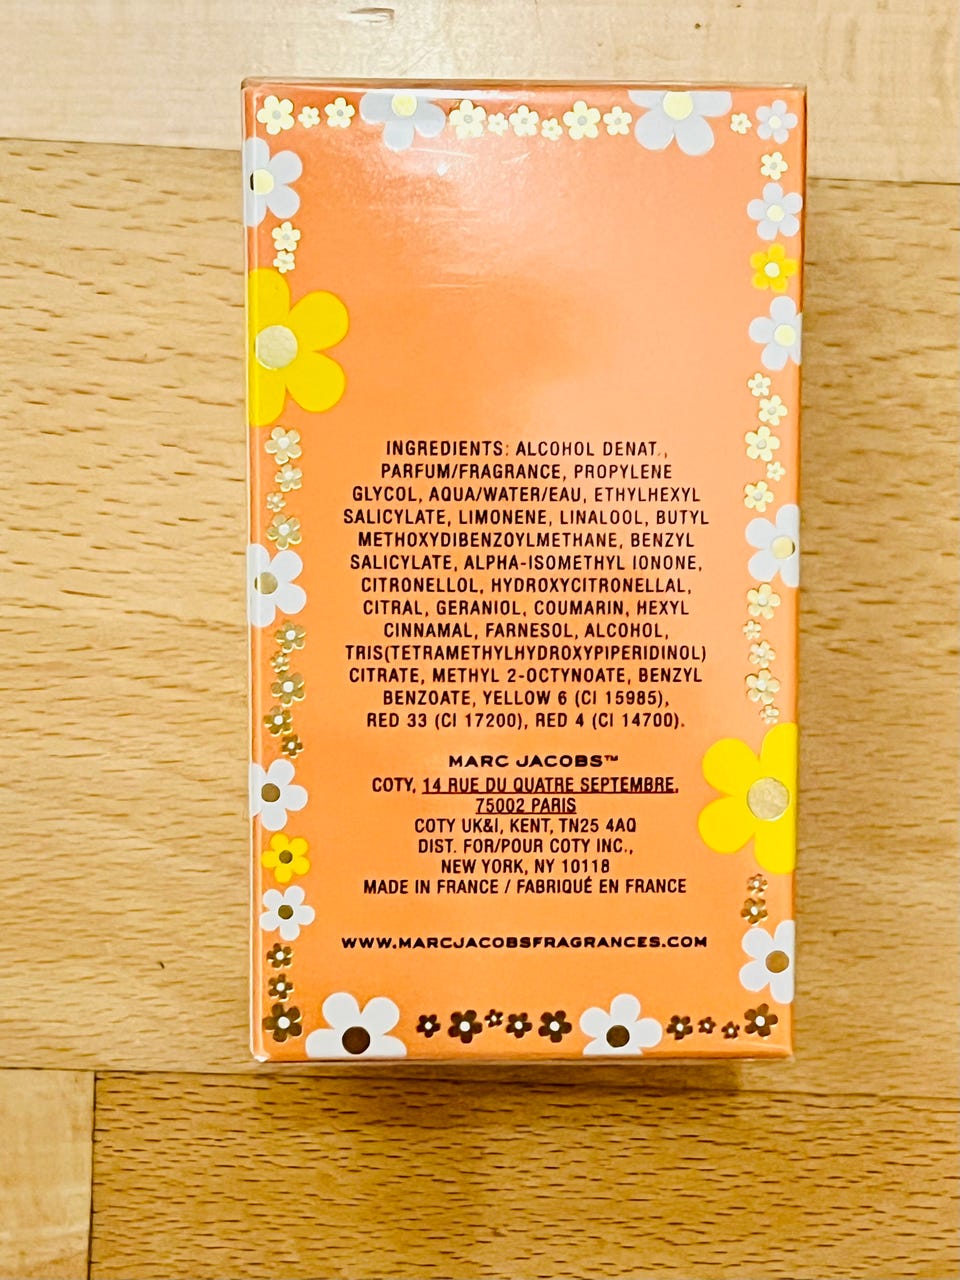 INGREDIENTS: ALCOHOL DENAT.,
PARFUM/FRAGRANCE, PROPYLENE
GLYCOL, AQUA/WATER/EAU, ETHYLHEXYL
SALICYLATE, LIMONENE, LINALOOL, BUTYL
METHOXYDIBENZOYLMETHANE, BENZYL
SALICYLATE, ALPHA-ISOMETHYL IONONE,
CITRONELLOL, HYDROXYCITRONELLAL,
CITRAL, GERANIOL, COUMARIN, HEXYL
CINNAMAL, FARNESOL, ALCOHOL,
TRIS(TETRAMETHYLHYDROXYPIPERIDINOL)
CITRATE, METHYL 2-OCTYNOATE, BENZYL
BENZOATE, YELLOW 6 (CI 15985),
RED 33 (CI 17200), RED 4 (CI 14700).
MARC JACOBS™
COTY, 14 RUE DU QUATRE SEPTEMBRE,
75002 PARIS
COTY UK&I, KENT, TN25 4AQ
DIST. FOR/POUR COTY INC.,
NEW YORK, NY 10118
MADE IN FRANCE / FABRIQUÉ EN FRANCE
WWW.MARCJACOBSFRAGRANCES.COM